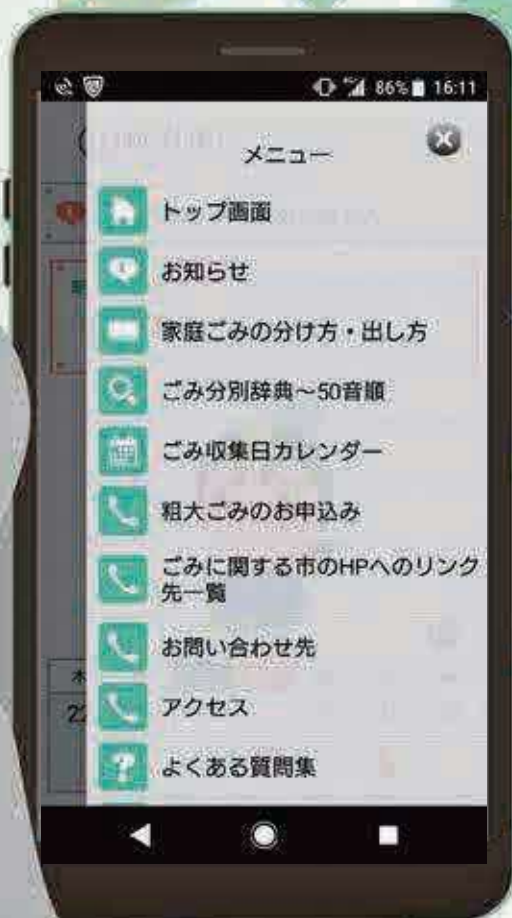 86% 16:11
メニュー
トップ画面
お知らせ
家庭ごみの分け方・出し方
ごみ分別辞典～50音順
ごみ収集日カレンダー
粗大ごみのお申込み
ごみに関する市のHPへのリンク
先一覧
お問い合わせ先
木
22
アクセス
よくある質問集